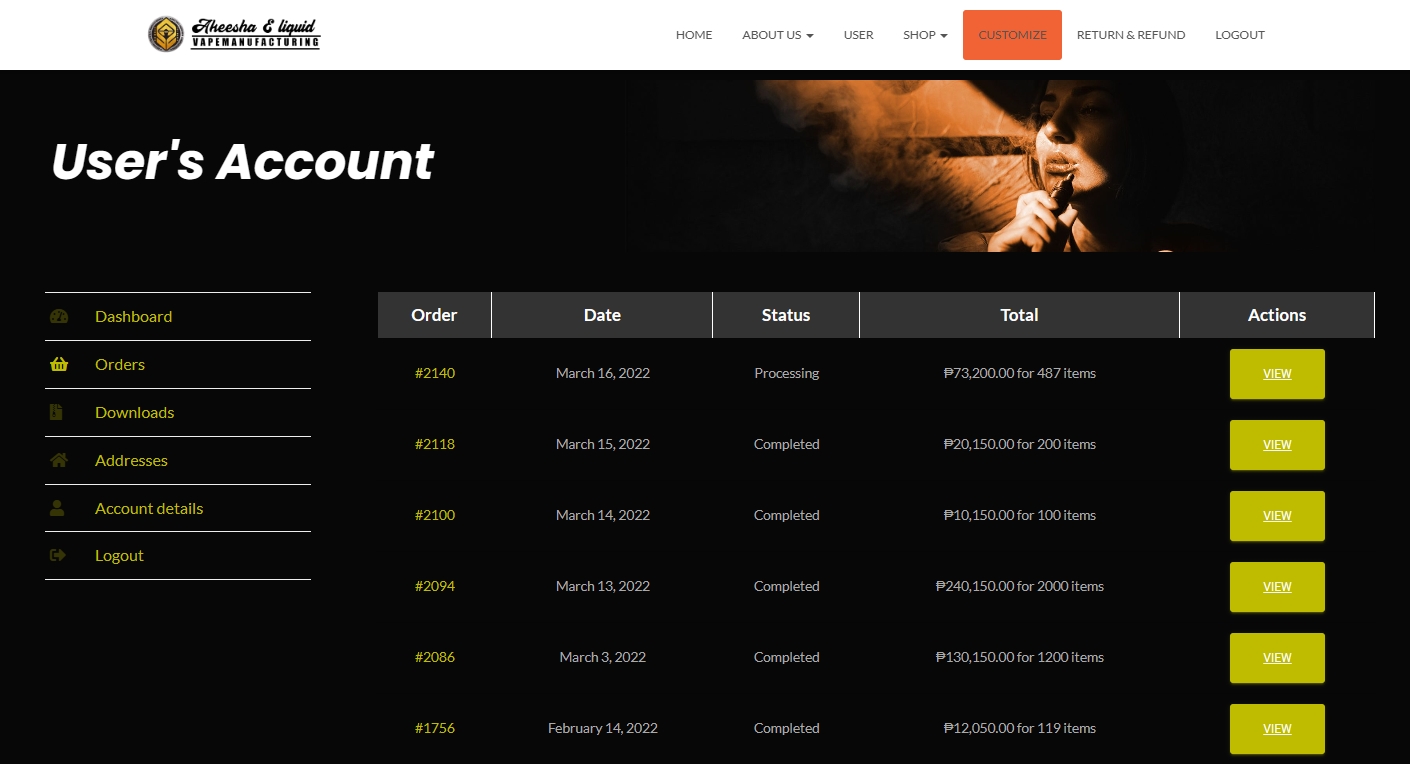 Akeesha E liquid
VAPEMANUFACTURING
HOME ABOUT US USER SHOP CUSTOMIZE RETURN & REFUND LOGOUT
User's Account
Dashboard
Orders
Downloads
Addresses
Account details
Logout
Order Date Status Total Actions
#2140 March 16, 2022 Processing ₱73,200.00 for 487 items VIEW
#2118 March 15, 2022 Completed ₱20,150.00 for 200 items VIEW
#2100 March 14, 2022 Completed ₱10,150.00 for 100 items VIEW
#2094 March 13, 2022 Completed ₱240,150.00 for 2000 items VIEW
#2086 March 3, 2022 Completed ₱130,150.00 for 1200 items VIEW
#1756 February 14, 2022 Completed ₱12,050.00 for 119 items VIEW